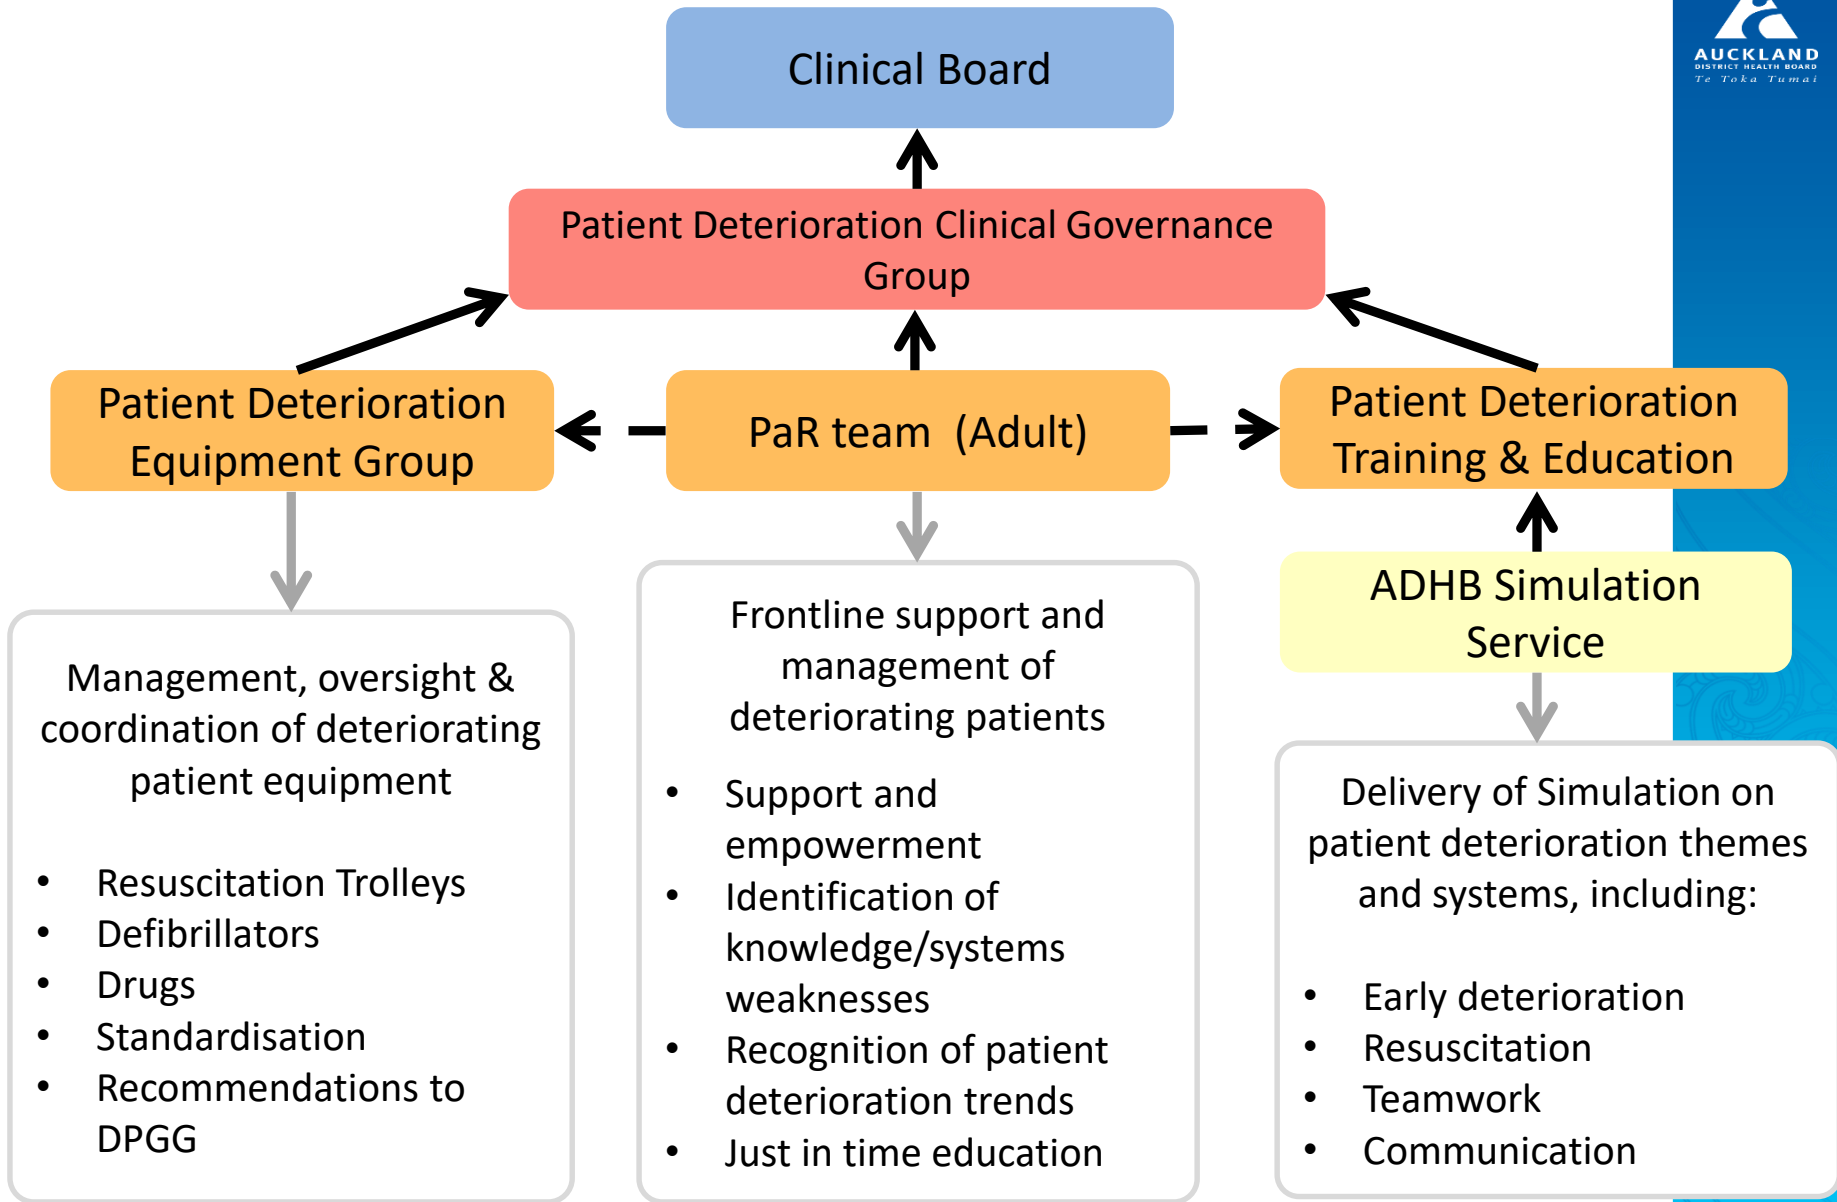 AUCKLAND
DISTRICT HEALTH BOARD
Te Toka Tumai
Clinical Board
Patient Deterioration Clinical Governance
Group
Patient Deterioration
Equipment Group
PaR team (Adult)
Patient Deterioration
Training & Education
ADHB Simulation
Service
Management, oversight &
coordination of deteriorating
patient equipment
• Resuscitation Trolleys
• Defibrillators
• Drugs
• Standardisation
• Recommendations to
DPGG
Frontline support and
management of
deteriorating patients
• Support and
empowerment
• Identification of
knowledge/systems
weaknesses
• Recognition of patient
deterioration trends
• Just in time education
Delivery of Simulation on
patient deterioration themes
and systems, including:
• Early deterioration
• Resuscitation
• Teamwork
• Communication